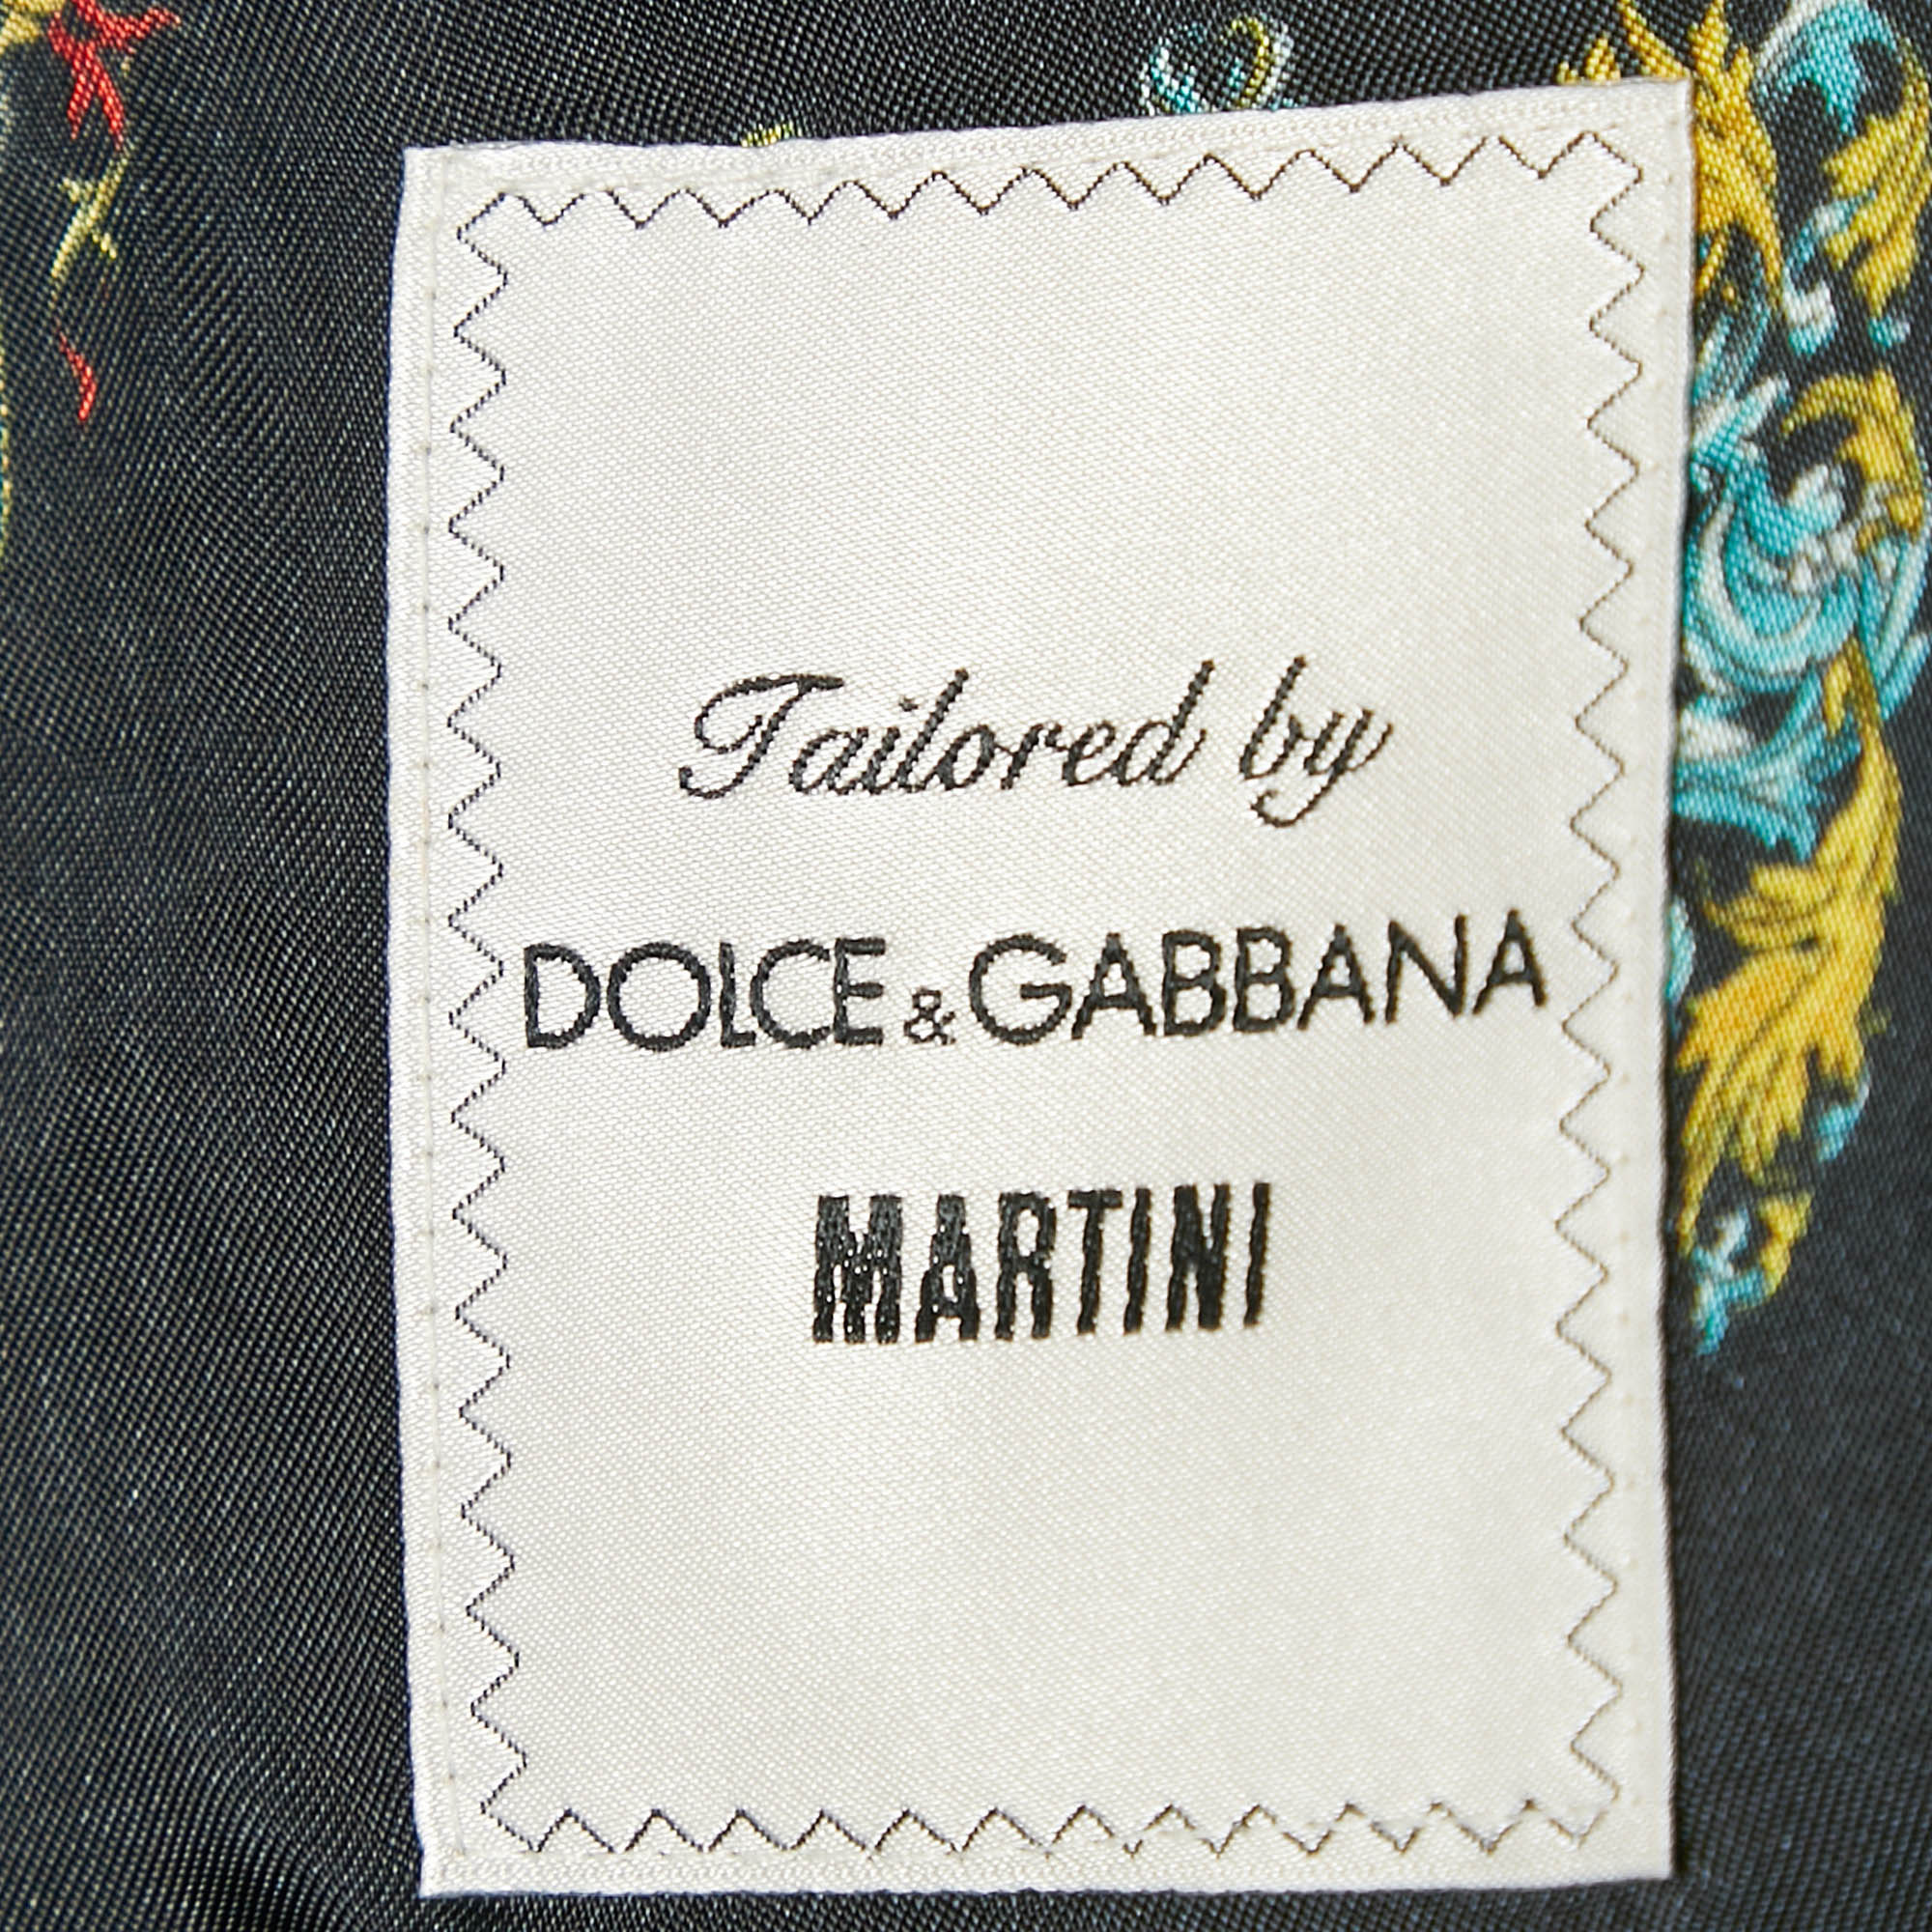 Tailored by
DOLCE & GABBANA
MARTINI